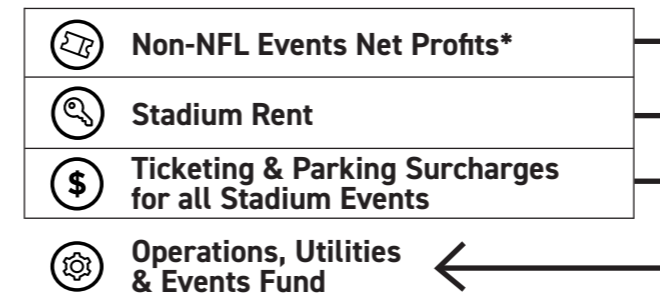 Non-NFL Events Net Profits*
Stadium Rent
$
Ticketing & Parking Surcharges
for all Stadium Events
Operations, Utilities
& Events Fund